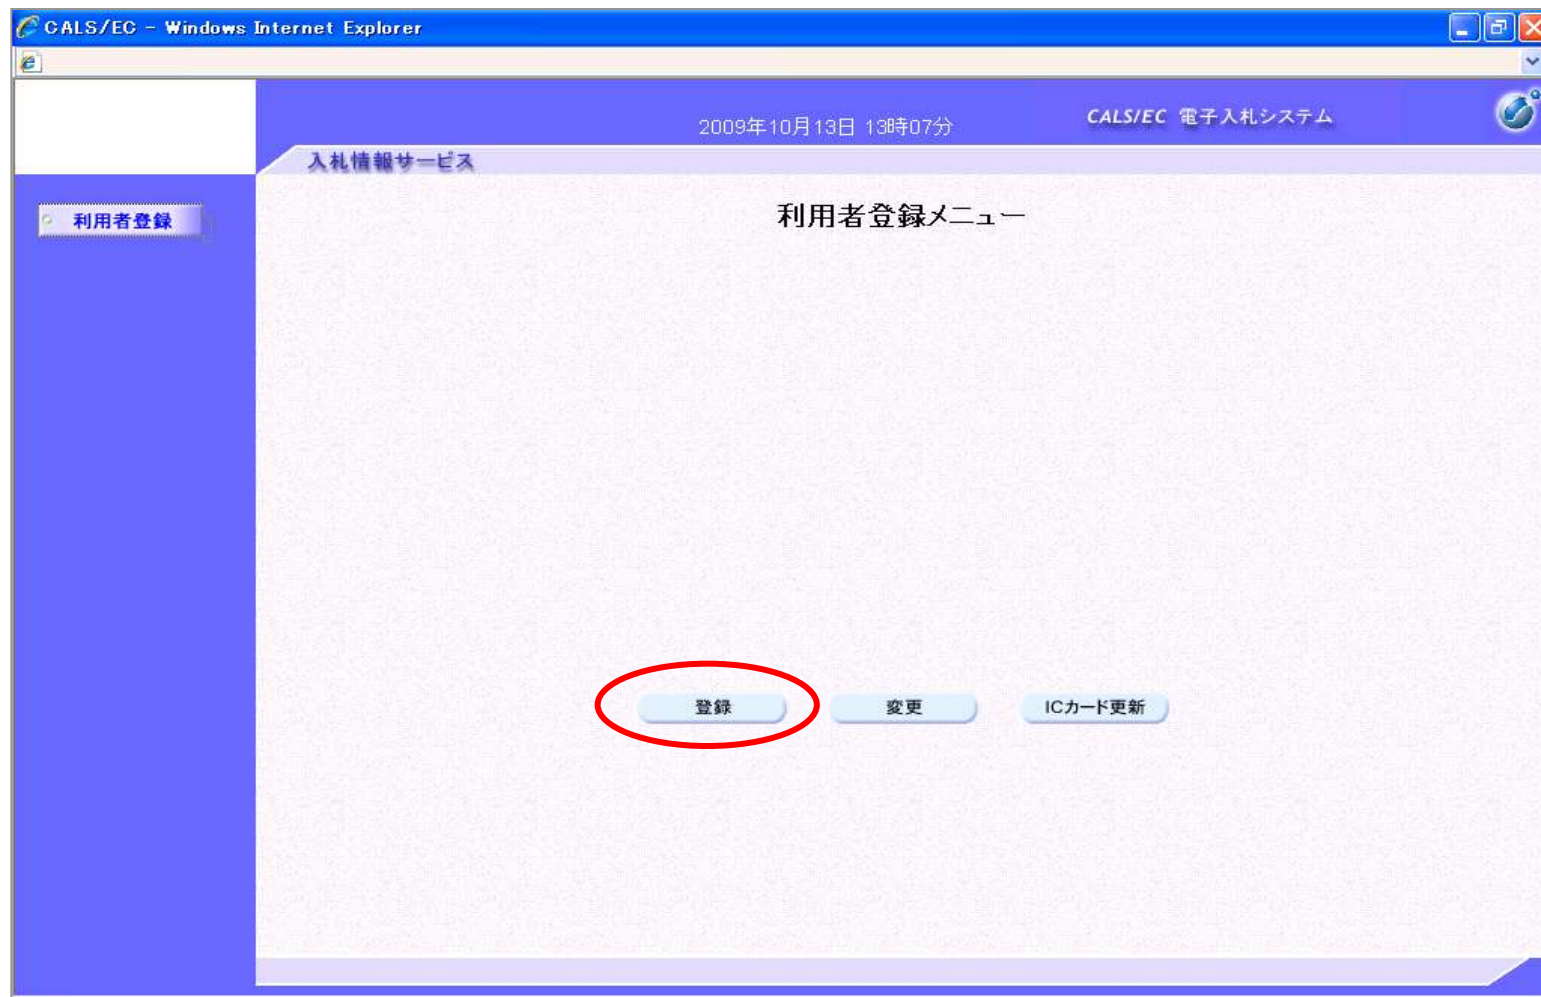 CALS/EC - Windows Internet Explorer
2009年10月13日 13時07分
CALS/EC 電子入札システム
入札情報サービス
利用者登録
利用者登録メニュー
登録
変更
ICカード更新